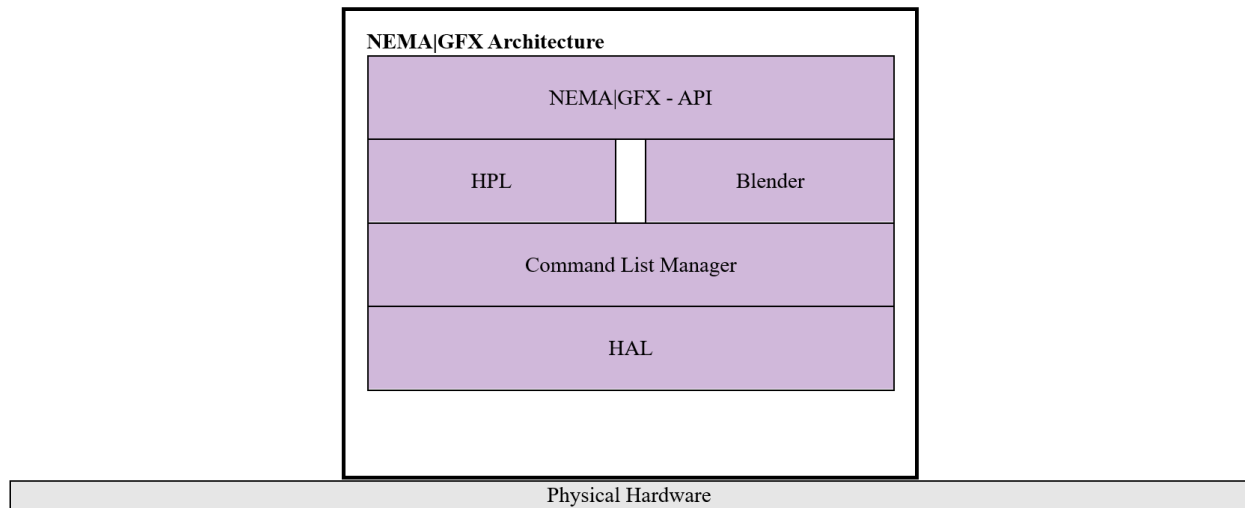 NEMA|GFX Architecture
NEMA|GFX - API
HPL
Blender
Command List Manager
HAL
Physical Hardware